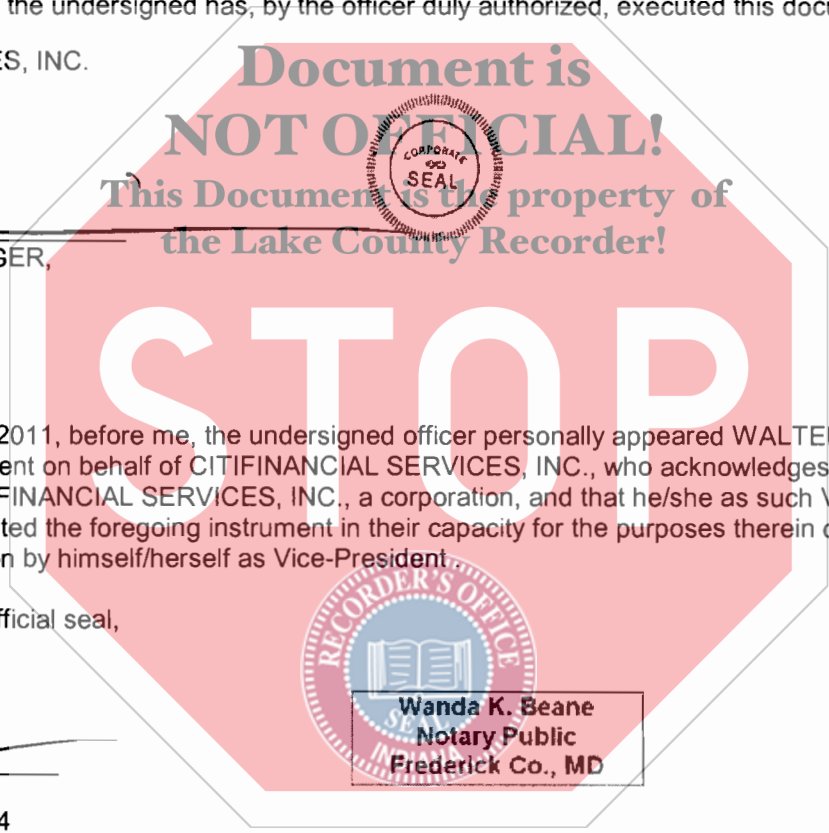 the undersigned has, by the officer duly authorized, executed this docu
ES, INC.
Document is
NOT OFFICIAL!
CORPORATE
SEAL
This Document is the property of
the Lake County Recorder!
GER,
STOP
2011, before me, the undersigned officer personally appeared WALTE
ent on behalf of CITIFINANCIAL SERVICES, INC., who acknowledges
FINANCIAL SERVICES, INC., a corporation, and that he/she as such V
ted the foregoing instrument in their capacity for the purposes therein c
n by himself/herself as Vice-President .
fficial seal,
RECORDER'S OFFICE
SEAL
INDIANA
Wanda K. Beane
Notary Public
Frederick Co., MD
4